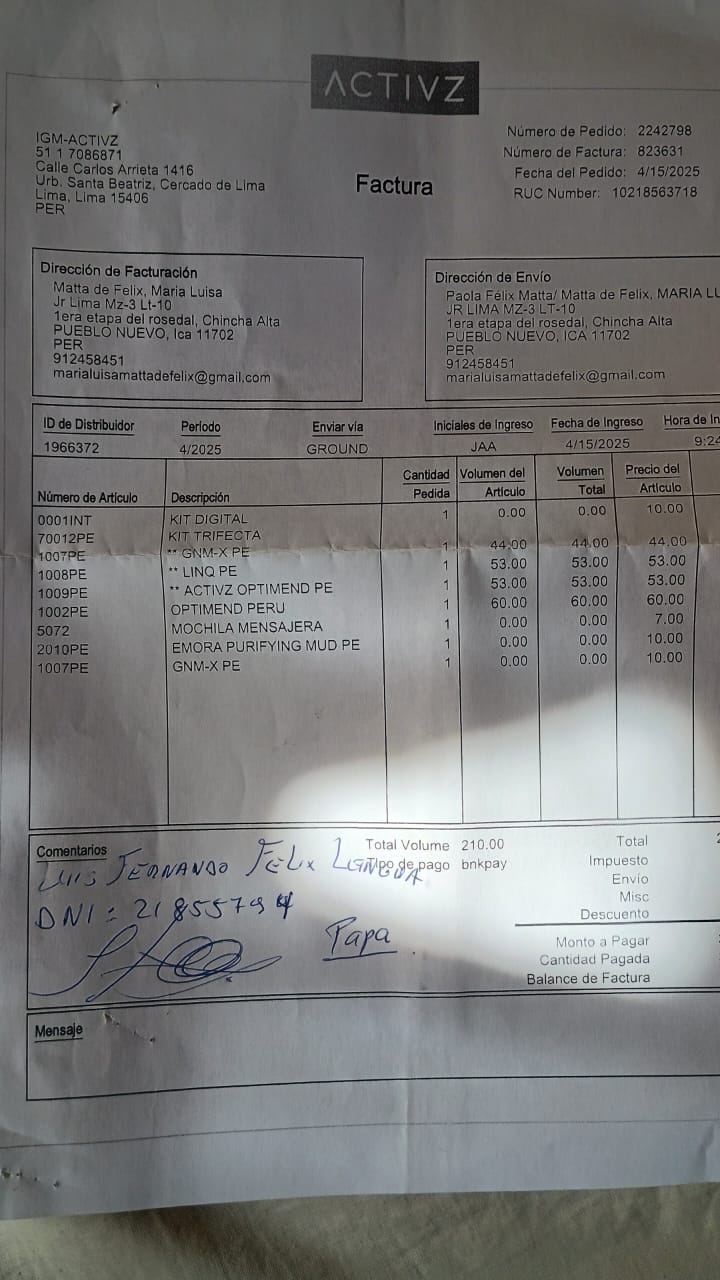 ACTIVZ
IGM-ACTIVZ
51 1 7086871
Calle Carlos Arrieta 1416
Urb. Santa Beatriz, Cercado de Lima
Lima, Lima 15406
PER
Factura
Número de Pedido: 2242798
Número de Factura: 823631
Fecha del Pedido: 4/15/2025
RUC Number: 10218563718
Dirección de Facturación
Matta de Felix, Maria Luisa
Jr Lima Mz-3 Lt-10
1era etapa del rosedal, Chincha Alta
PUEBLO NUEVO, Ica 11702
PER
912458451
marialuisamattadefelix@gmail.com
Dirección de Envío
Paola Félix Matta/ Matta de Felix, MARIA LU
JR LIMA MZ-3 LT-10
1era etapa del rosedal, Chincha Alta
PUEBLO NUEVO, ICA 11702
PER
912458451
marialuisamattadefelix@gmail.com
ID de Distribuidor Período Enviar vía Iniciales de Ingreso Fecha de Ingreso Hora de In
1966372 4/2025 GROUND JAA 4/15/2025 9:24
Número de Artículo Descripción Cantidad Pedida Volumen del Artículo Volumen Total Precio del Artículo
0001INT KIT DIGITAL 1 0.00 0.00 10.00
70012PE KIT TRIFECTA
1007PE ** GNM-X PE 1 44.00 44.00 44.00
1008PE ** LINQ PE 1 53.00 53.00 53.00
1009PE ** ACTIVZ OPTIMEND PE 1 53.00 53.00 53.00
1002PE OPTIMEND PERU 1 60.00 60.00 60.00
5072 MOCHILA MENSAJERA 1 0.00 0.00 7.00
2010PE EMORA PURIFYING MUD PE 1 0.00 0.00 10.00
1007PE GNM-X PE 1 0.00 0.00 10.00
Comentarios
Luis Fernando Félix Lengua
DNI: 21855794
Papa
Total Volume 210.00
Tipo de pago bnkpay
Total
Impuesto
Envío
Misc
Descuento
Monto a Pagar
Cantidad Pagada
Balance de Factura
Mensaje